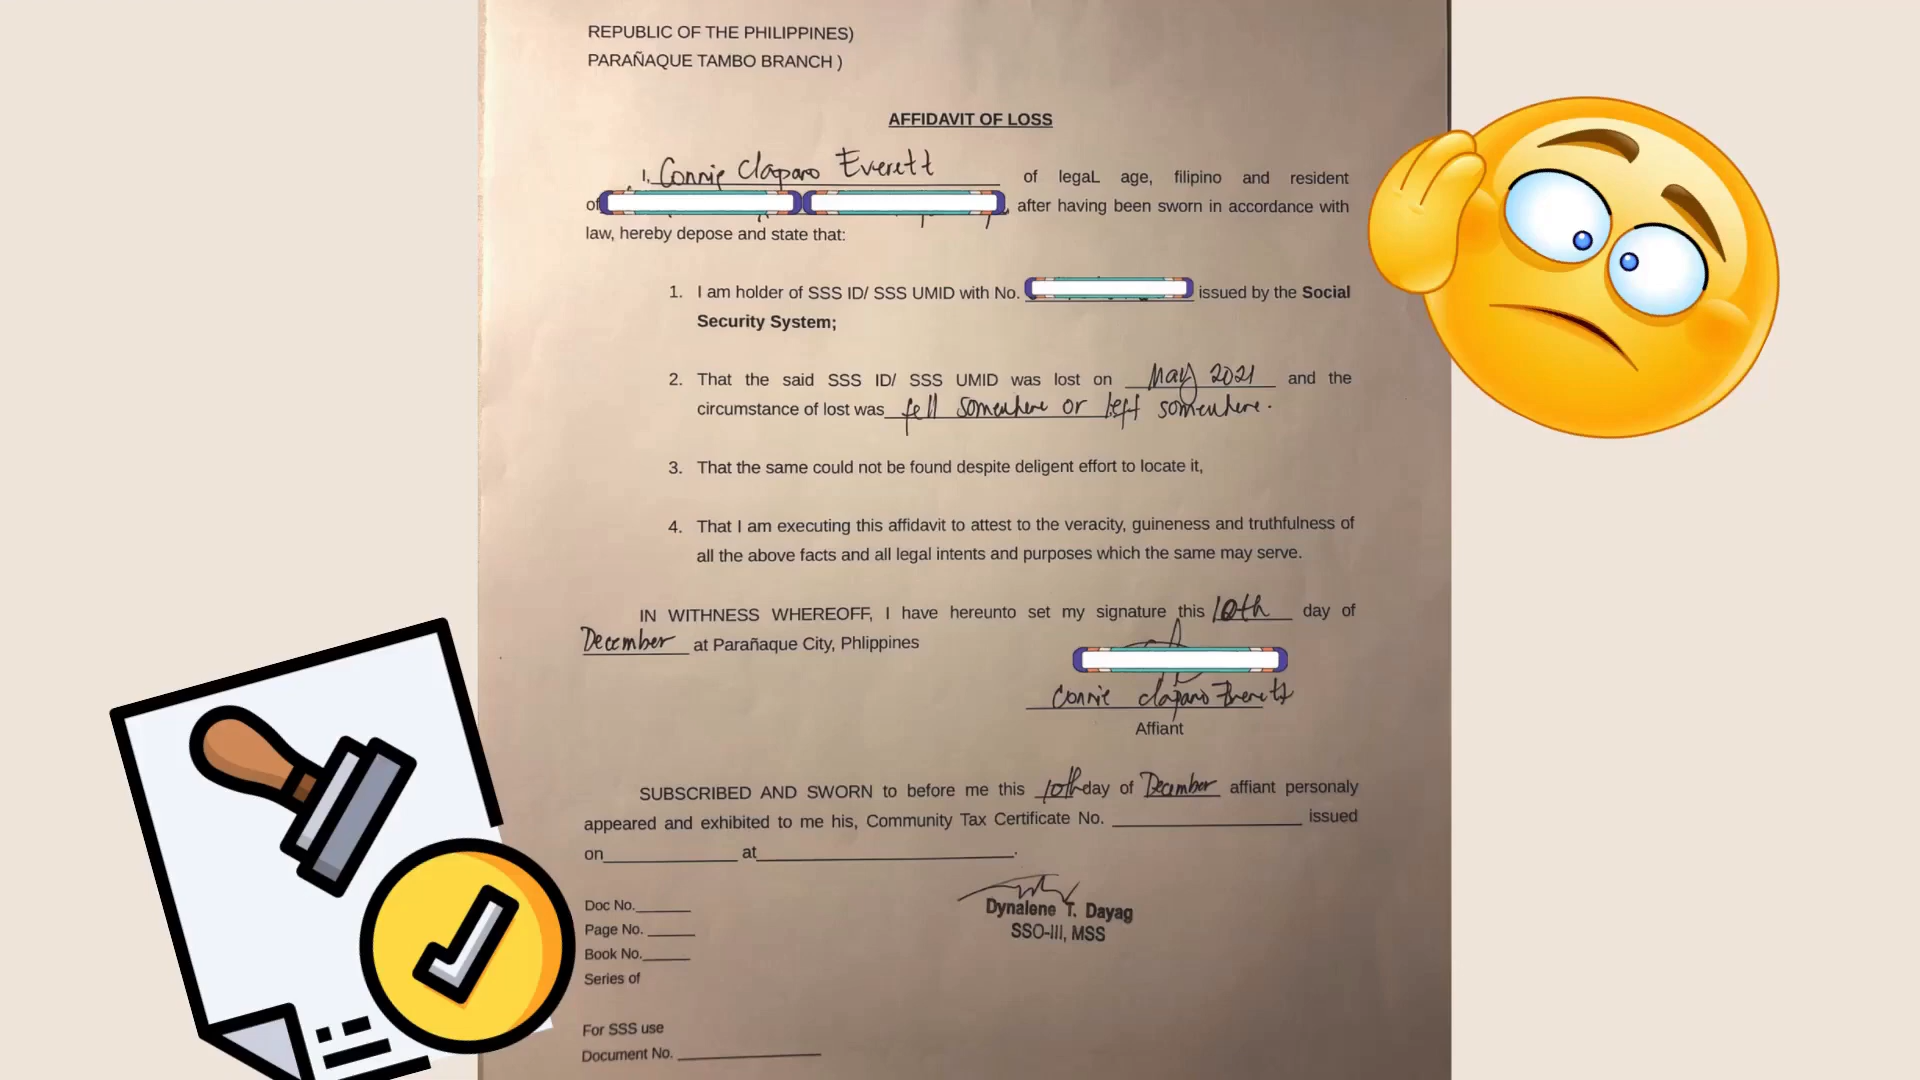 REPUBLIC OF THE PHILIPPINES)
PARAÑAQUE TAMBO BRANCH )
AFFIDAVIT OF LOSS
I, Connie Claparo Everett of legaL age, filipino and resident
of , after having been sworn in accordance with
law, hereby depose and state that:
1. I am holder of SSS ID/ SSS UMID with No. issued by the Social
Security System;
2. That the said SSS ID/ SSS UMID was lost on May 2021 and the
circumstance of lost was fell somewhere or left somewhere.
3. That the same could not be found despite deligent effort to locate it,
4. That I am executing this affidavit to attest to the veracity, guineness and truthfulness of
all the above facts and all legal intents and purposes which the same may serve.
IN WITHNESS WHEREOFF, I have hereunto set my signature this 10th day of
December at Parañaque City, Phlippines
Connie Claparo Everett
Affiant
SUBSCRIBED AND SWORN to before me this 10th day of December affiant personaly
appeared and exhibited to me his, Community Tax Certificate No. issued
on at .
Dynalene T. Dayag
SSO-III, MSS
Doc No.
Page No.
Book No.
Series of
For SSS use
Document No.